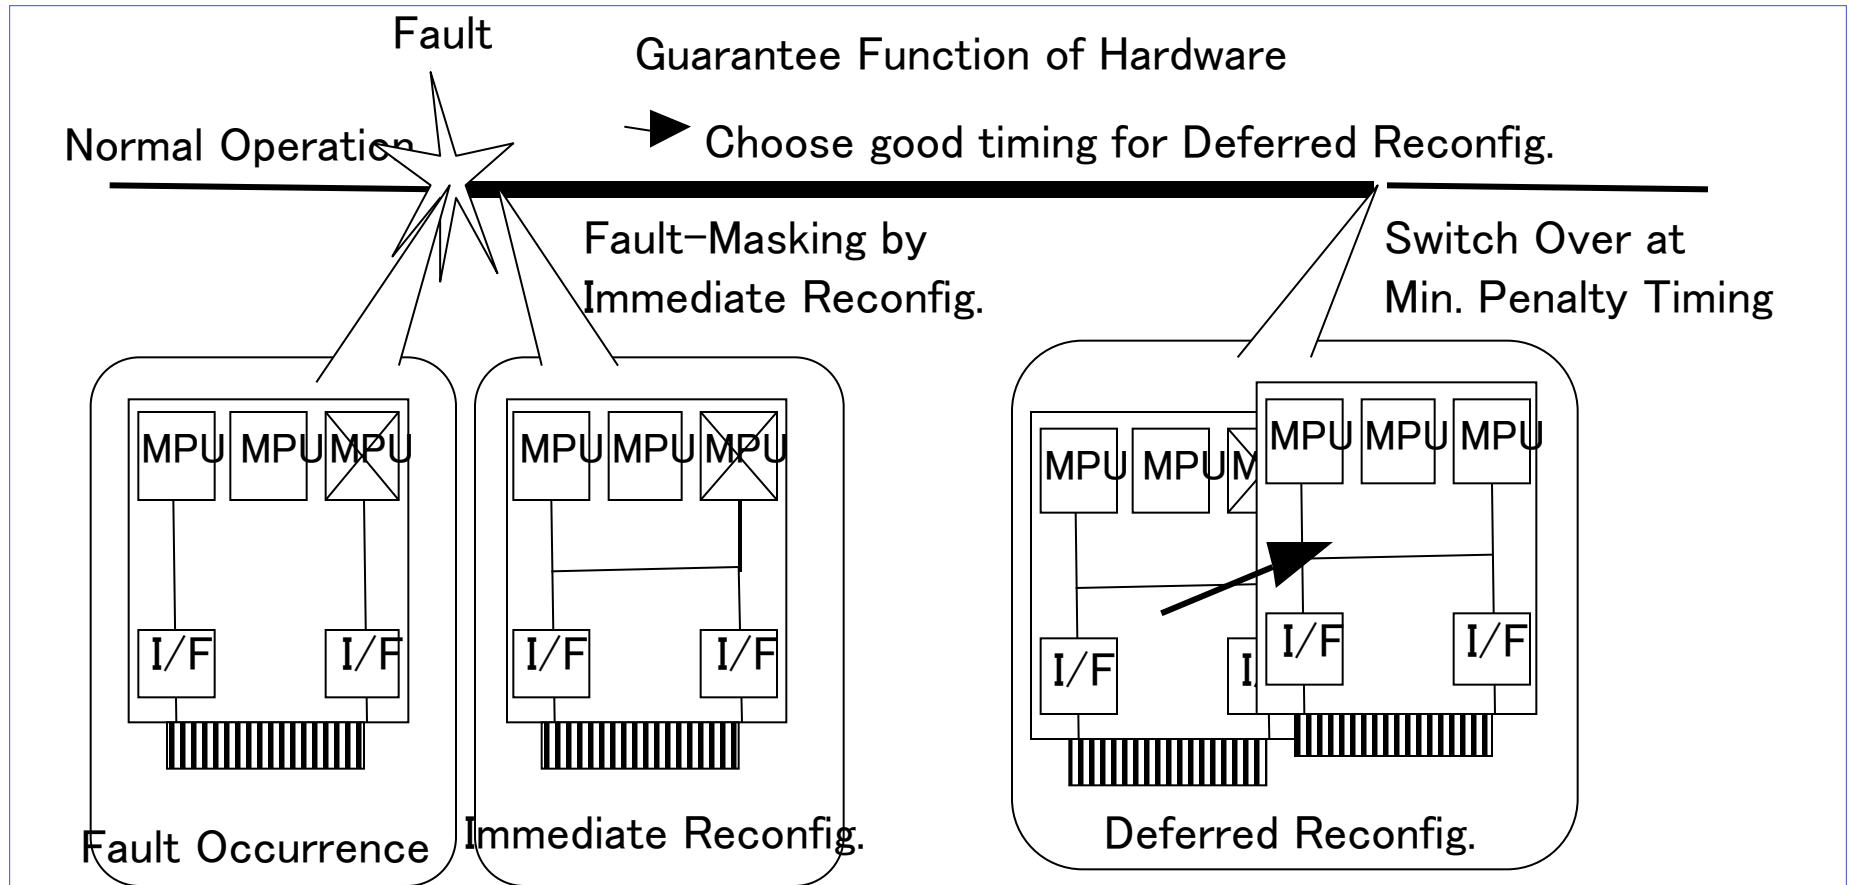 Fault
Guarantee Function of Hardware
Normal Operation
Choose good timing for Deferred Reconfig.
Fault-Masking by
Immediate Reconfig.
Switch Over at
Min. Penalty Timing
MPU MPU MPU
I/F I/F
Fault Occurrence
MPU MPU MPU
I/F I/F
Immediate Reconfig.
MPU MPU M
I/F I/
MPU MPU MPU
I/F I/F
Deferred Reconfig.